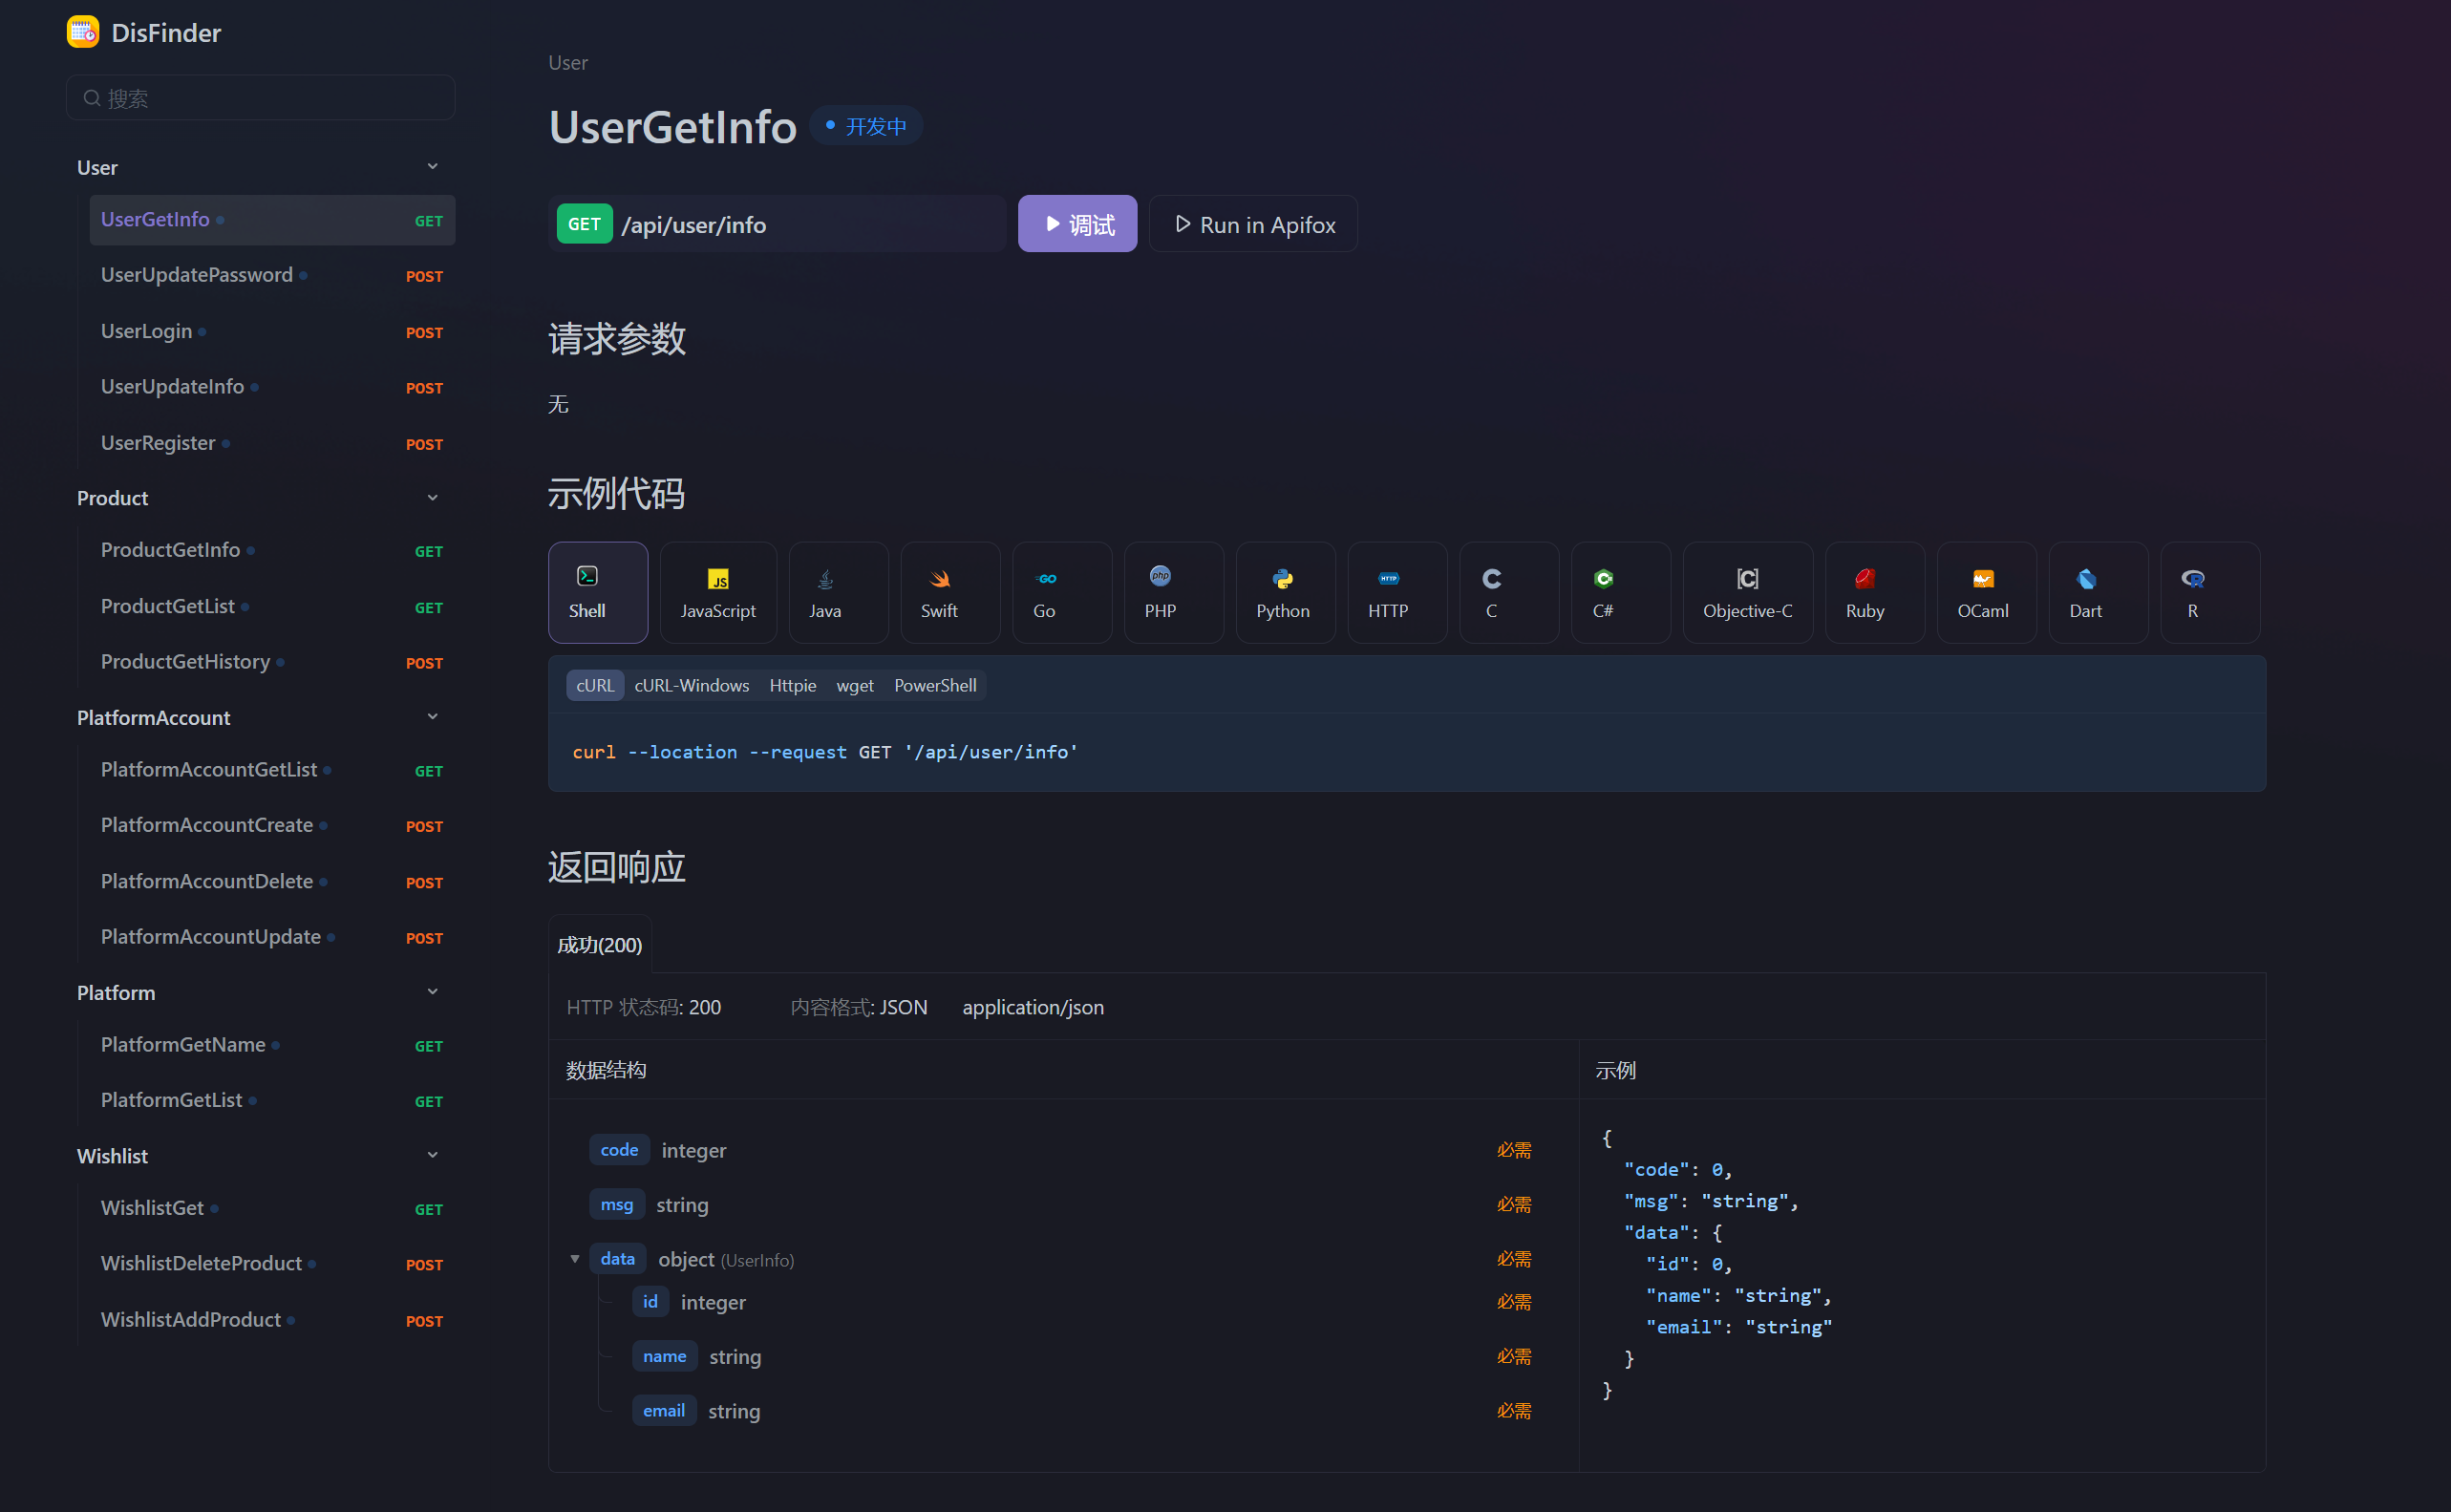 DisFinder
搜索
User
UserGetInfo GET
UserUpdatePassword POST
UserLogin POST
UserUpdateInfo POST
UserRegister POST
Product
ProductGetInfo GET
ProductGetList GET
ProductGetHistory POST
PlatformAccount
PlatformAccountGetList GET
PlatformAccountCreate POST
PlatformAccountDelete POST
PlatformAccountUpdate POST
Platform
PlatformGetName GET
PlatformGetList GET
Wishlist
WishlistGet GET
WishlistDeleteProduct POST
WishlistAddProduct POST
User
UserGetInfo 开发中
GET /api/user/info 调试 Run in Apifox
请求参数
无
示例代码
JS GO php HTTP
Shell JavaScript Java Swift Go PHP Python HTTP C C# Objective-C Ruby OCaml Dart R
cURL cURL-Windows Httpie wget PowerShell
curl --location --request GET '/api/user/info'
返回响应
成功(200)
HTTP 状态码: 200 内容格式: JSON application/json
数据结构
code integer 必需
msg string 必需
data object (UserInfo) 必需
id integer 必需
name string 必需
email string 必需
示例
{
"code": 0,
"msg": "string",
"data": {
"id": 0,
"name": "string",
"email": "string"
}
}